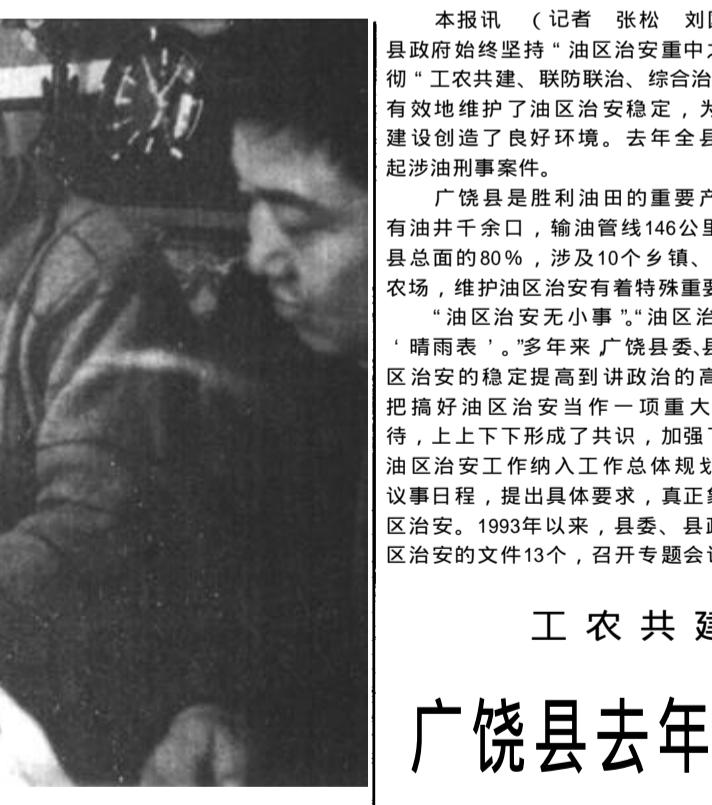 本报讯 （记者 张松 刘
县政府始终坚持“油区治安重中
彻“工农共建、联防联治、综合治
有效地维护了油区治安稳定，为
建设创造了良好环境。去年全县
起涉油刑事案件。
广饶县是胜利油田的重要产
有油井千余口，输油管线146公里
县总面的80%，涉及10个乡镇、
农场，维护油区治安有着特殊重要
“油区治安无小事”。“油区治
‘晴雨表’。”多年来,广饶县委、县
区治安的稳定提高到讲政治的高
把搞好油区治安当作一项重大
待，上上下下形成了共识，加强
油区治安工作纳入工作总体规划
议事日程，提出具体要求，真正
区治安。1993年以来，县委、县政
区治安的文件13个，召开专题会议
工农共建
广饶县去年